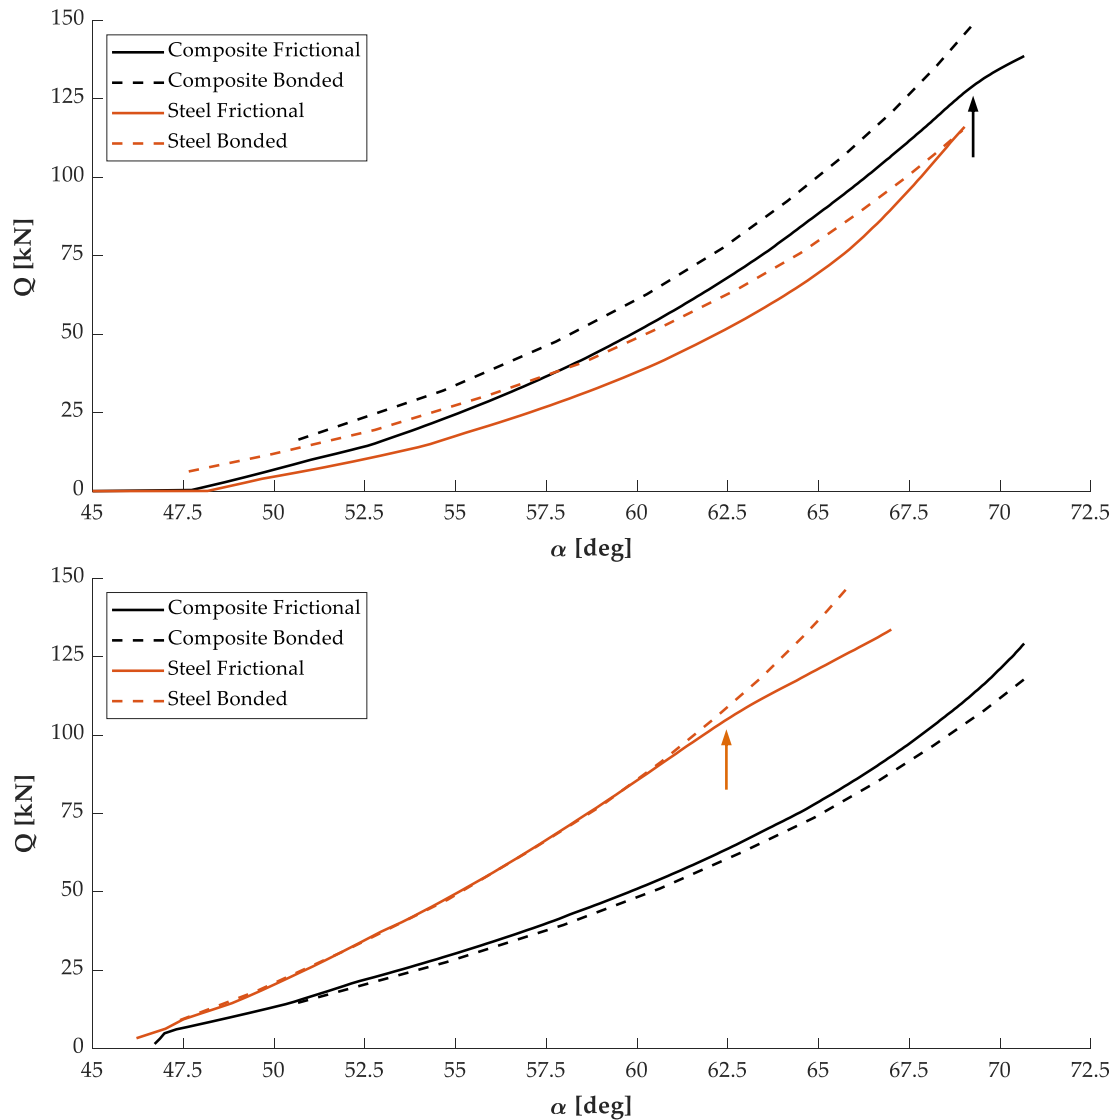 150
125
100
75
50
25
0
Q [kN]
Composite Frictional
Composite Bonded
Steel Frictional
Steel Bonded
45 47.5 50 52.5 55 57.5 60 62.5 65 67.5 70 72.5
α [deg]
150
125
100
75
50
25
0
Q [kN]
Composite Frictional
Composite Bonded
Steel Frictional
Steel Bonded
45 47.5 50 52.5 55 57.5 60 62.5 65 67.5 70 72.5
α [deg]